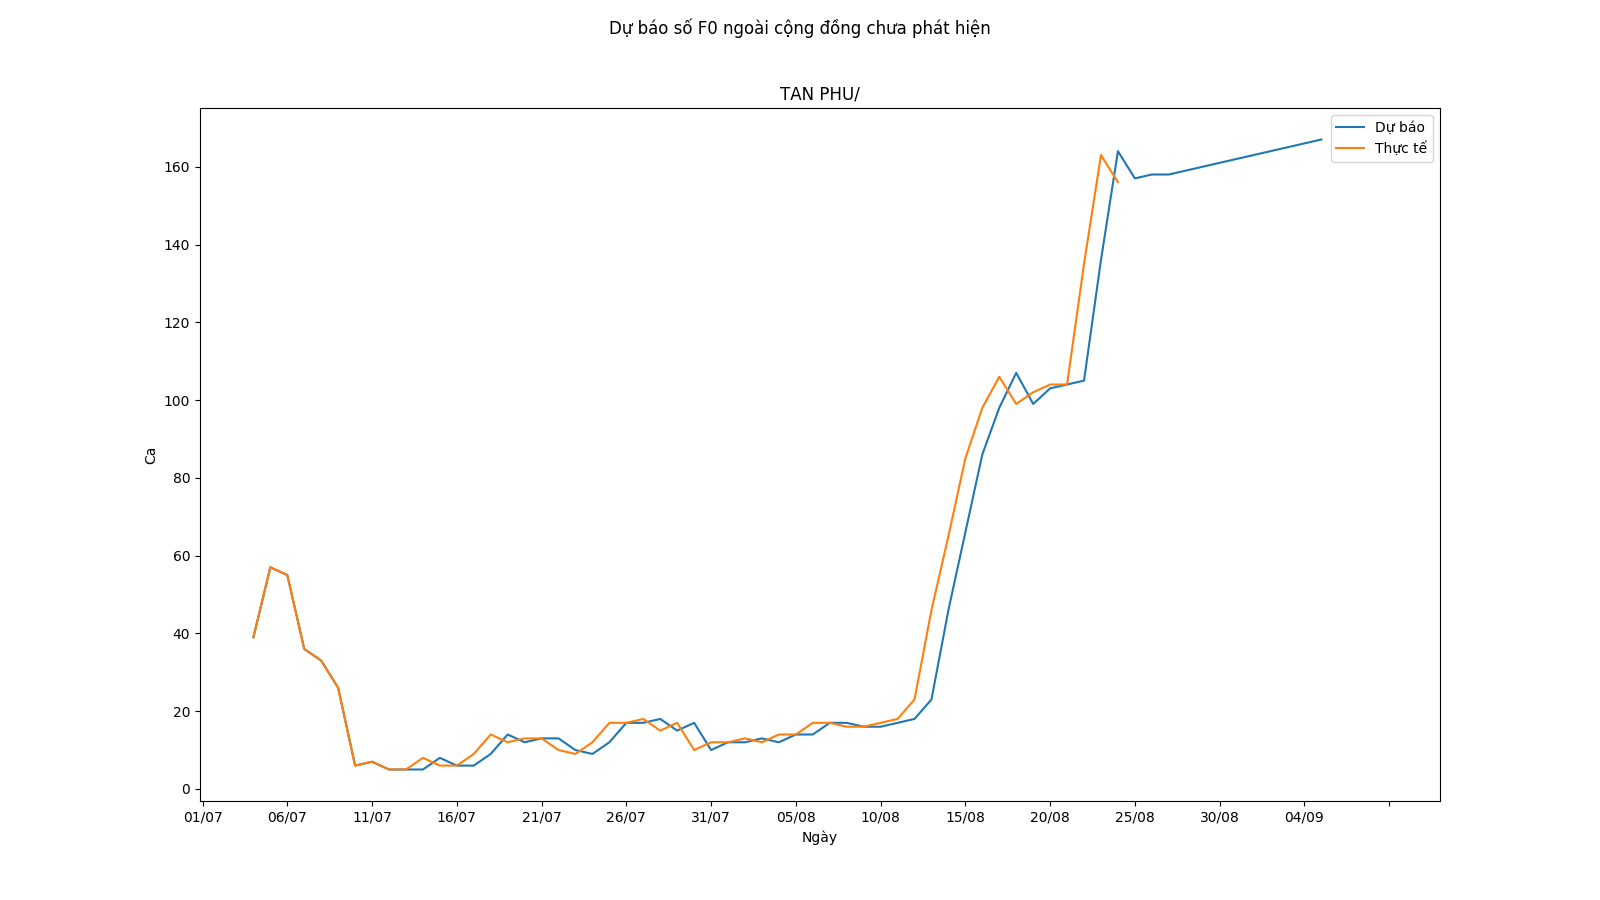 Dự báo số F0 ngoài cộng đồng chưa phát hiện
TAN PHU/
Dự báo
Thực tế
160
140
120
100
80
60
40
20
0
Ca
01/07 06/07 11/07 16/07 21/07 26/07 31/07 05/08 10/08 15/08 20/08 25/08 30/08 04/09
Ngày